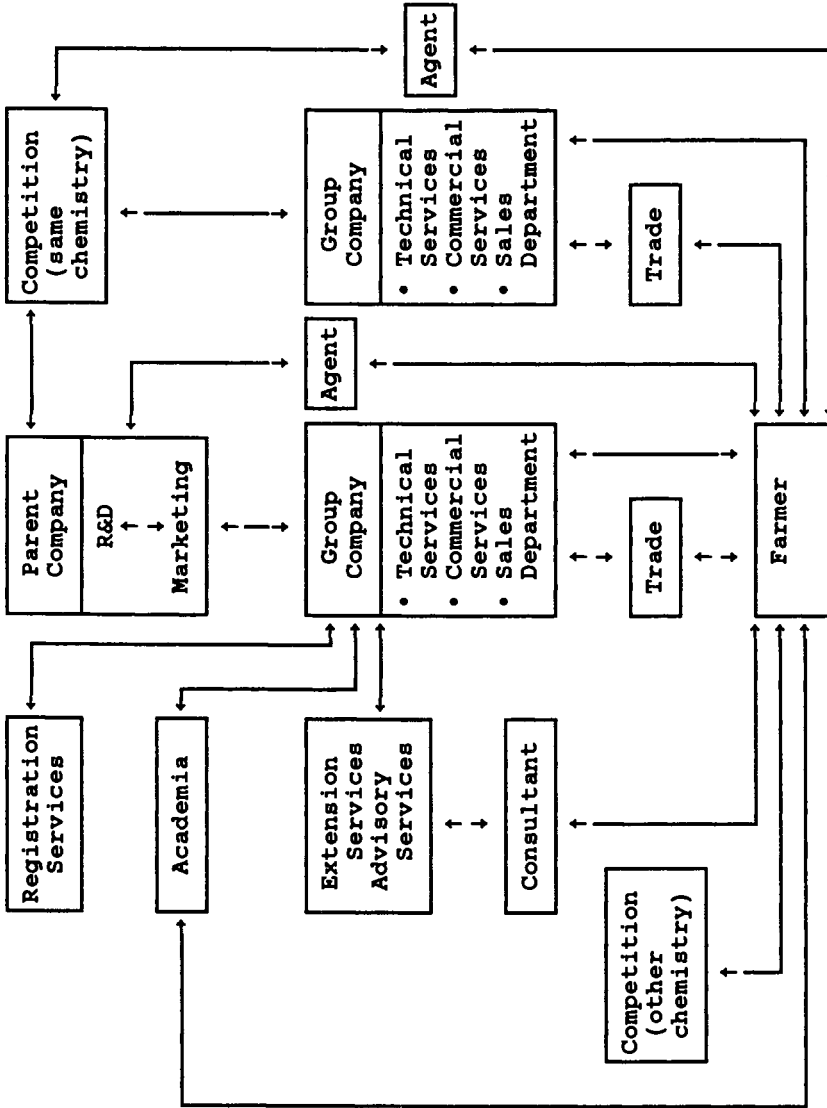 Registration
Services
Parent
Company
R&D
Marketing
Competition
(same
chemistry)
Academia
Agent
Extension
Services
Advisory
Services
Group
Company
• Technical
Services
• Commercial
Services
• Sales
Department
Agent
Group
Company
• Technical
Services
• Commercial
Services
• Sales
Department
Consultant
Trade
Trade
Competition
(other
chemistry)
Farmer